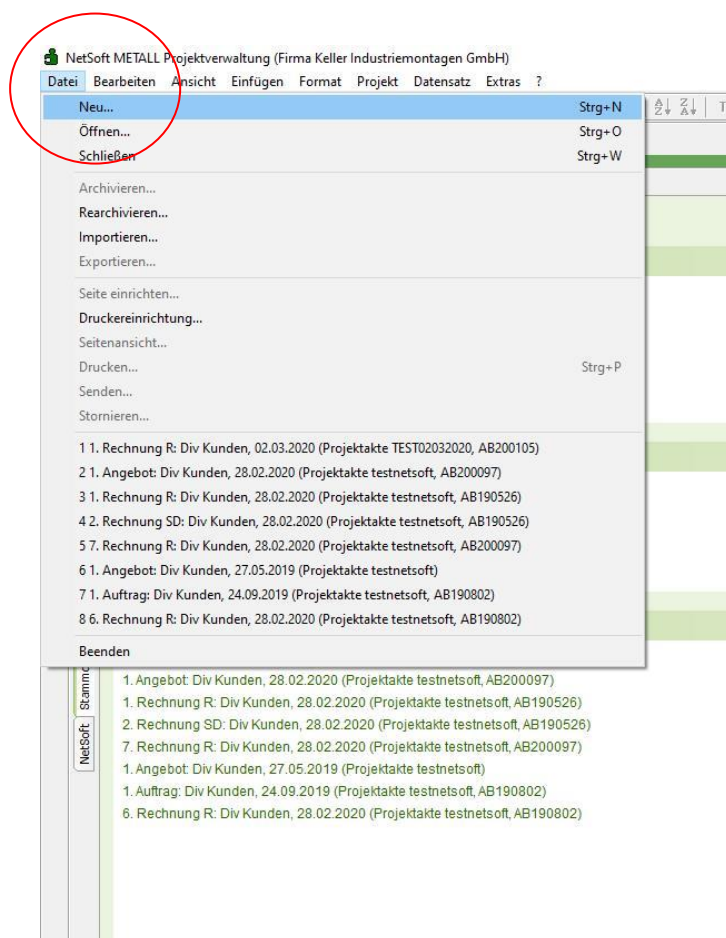 NetSoft METALL Projektverwaltung (Firma Keller Industriemontagen GmbH)
Datei Bearbeiten Ansicht Einfügen Format Projekt Datensatz Extras ?
Neu... Strg+N
Öffnen... Strg+O
Schließen Strg+W
Archivieren...
Rearchivieren...
Importieren...
Exportieren...
Seite einrichten...
Druckereinrichtung...
Seitenansicht...
Drucken... Strg+P
Senden...
Stornieren...
1 1. Rechnung R: Div Kunden, 02.03.2020 (Projektakte TEST02032020, AB200105)
2 1. Angebot: Div Kunden, 28.02.2020 (Projektakte testnetsoft, AB200097)
3 1. Rechnung R: Div Kunden, 28.02.2020 (Projektakte testnetsoft, AB190526)
4 2. Rechnung SD: Div Kunden, 28.02.2020 (Projektakte testnetsoft, AB190526)
5 7. Rechnung R: Div Kunden, 28.02.2020 (Projektakte testnetsoft, AB200097)
6 1. Angebot: Div Kunden, 27.05.2019 (Projektakte testnetsoft)
7 1. Auftrag: Div Kunden, 24.09.2019 (Projektakte testnetsoft, AB190802)
8 6. Rechnung R: Div Kunden, 28.02.2020 (Projektakte testnetsoft, AB190802)
Beenden
1. Angebot: Div Kunden, 28.02.2020 (Projektakte testnetsoft, AB200097)
1. Rechnung R: Div Kunden, 28.02.2020 (Projektakte testnetsoft, AB190526)
2. Rechnung SD: Div Kunden, 28.02.2020 (Projektakte testnetsoft, AB190526)
7. Rechnung R: Div Kunden, 28.02.2020 (Projektakte testnetsoft, AB200097)
1. Angebot: Div Kunden, 27.05.2019 (Projektakte testnetsoft)
1. Auftrag: Div Kunden, 24.09.2019 (Projektakte testnetsoft, AB190802)
6. Rechnung R: Div Kunden, 28.02.2020 (Projektakte testnetsoft, AB190802)
NetSoft